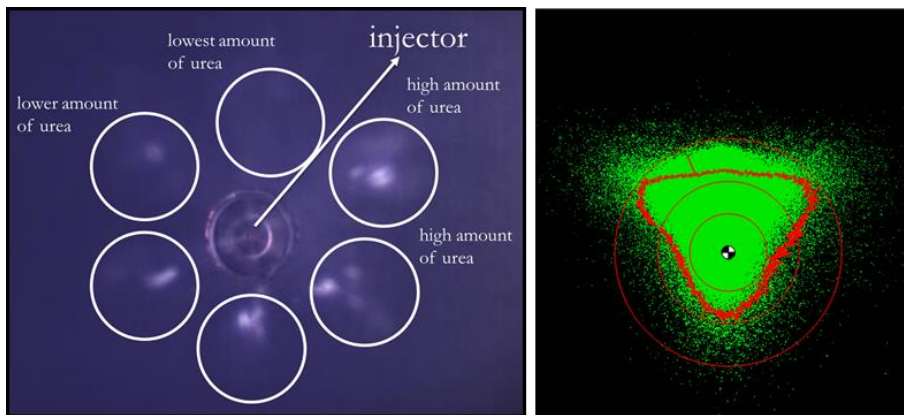 lowest amount
of urea
injector
lower amount
of urea
high amount
of urea
high amount
of urea